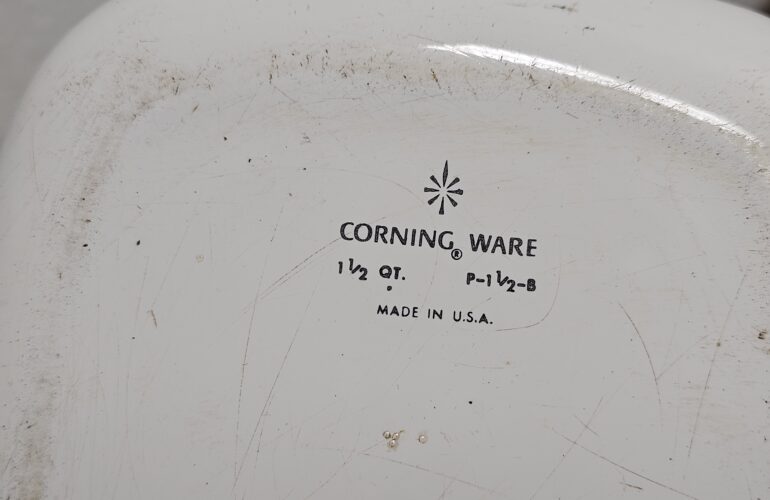 CORNING® WARE
1½ QT. P-1½-B
MADE IN U.S.A.